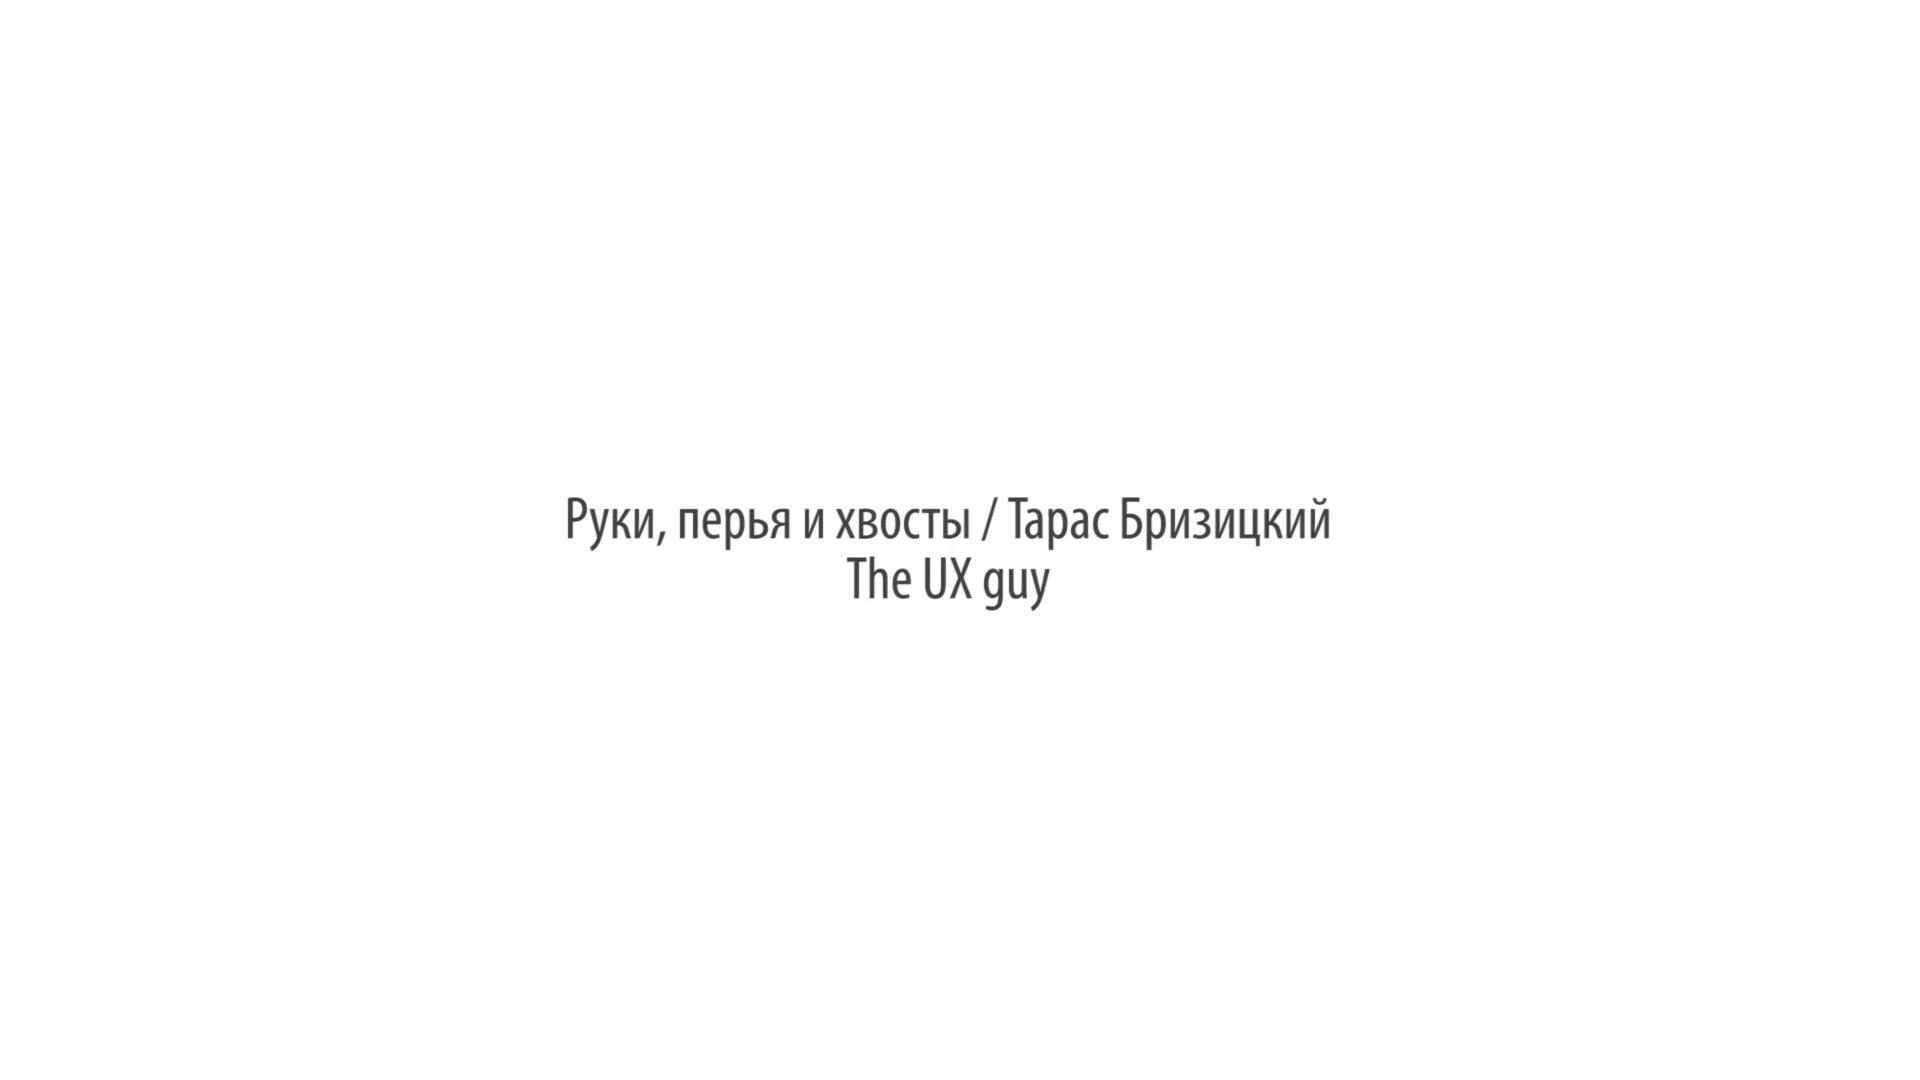 Руки, перья и хвосты / Тарас Бризицкий
The UX guy